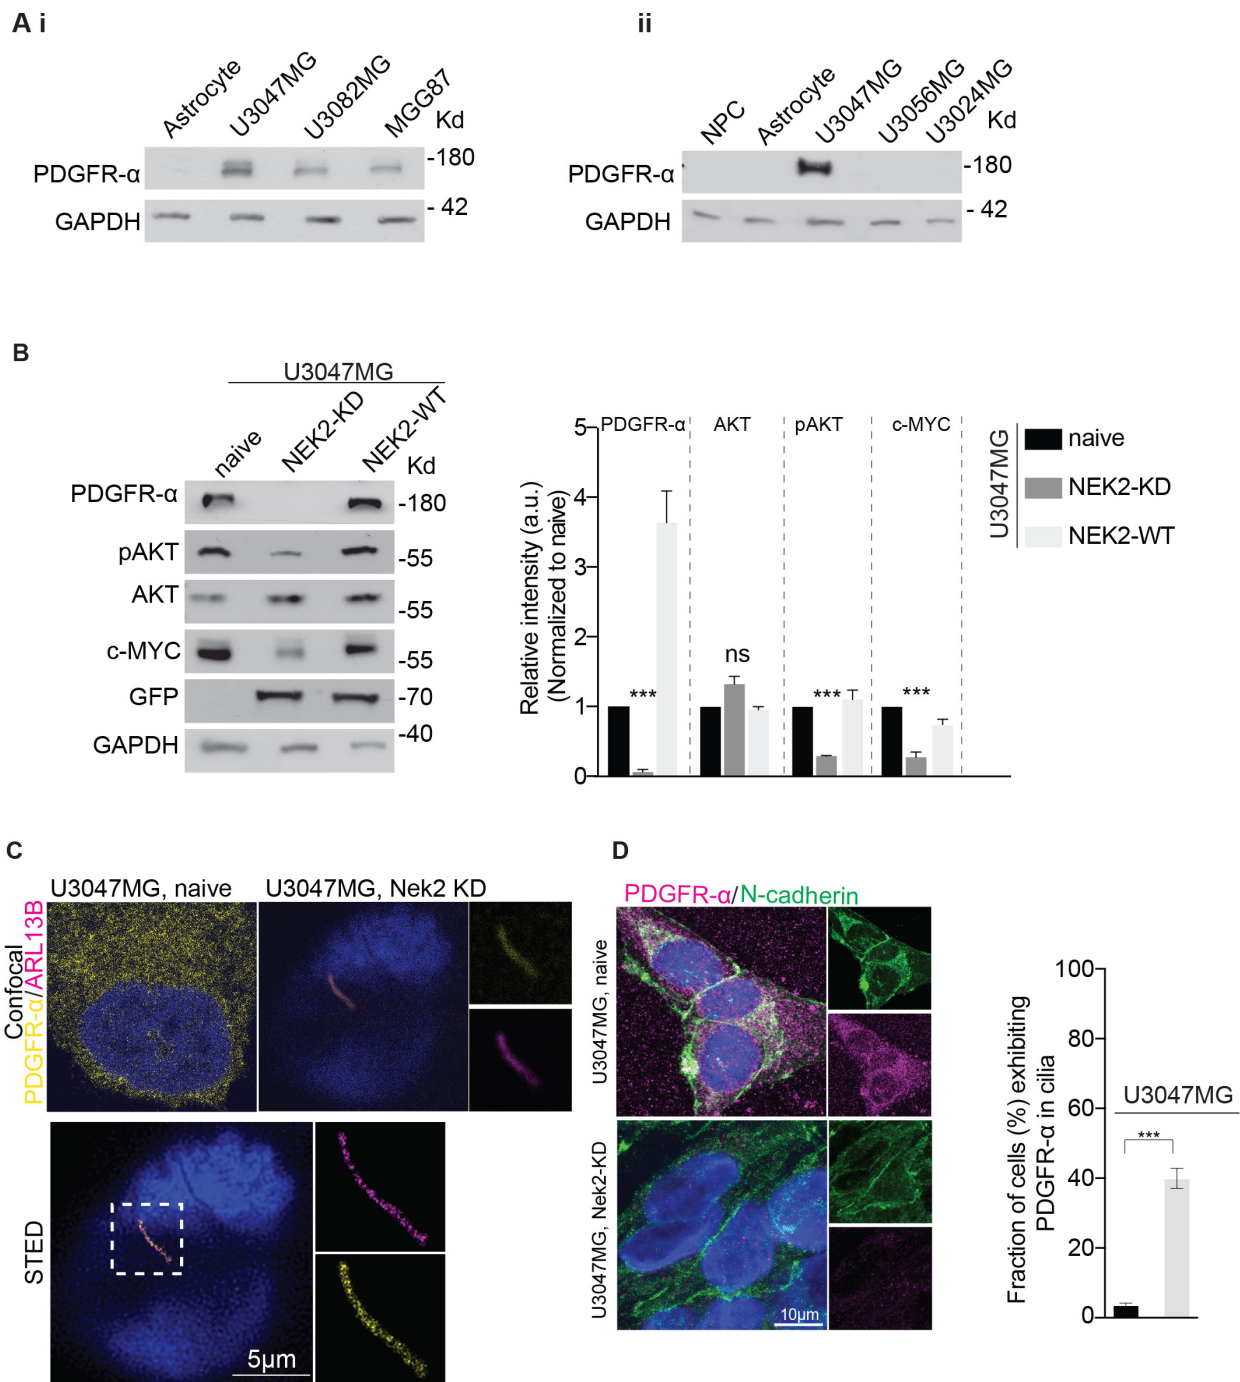 A i
Astrocyte
U3047MG
U3082MG
MGG87
Kd
PDGFR-α
-180
GAPDH
- 42
ii
NPC
Astrocyte
U3047MG
U3056MG
U3024MG
Kd
PDGFR-α
-180
GAPDH
- 42
B
U3047MG
naive
NEK2-KD
NEK2-WT
Kd
PDGFR-α
-180
pAKT
-55
AKT
-55
c-MYC
-55
GFP
-70
GAPDH
-40
Relative intensity (a.u.)
(Normalized to naive)
5
4
3
2
1
0
PDGFR-α
AKT
pAKT
c-MYC
***
ns
***
***
U3047MG
naive
NEK2-KD
NEK2-WT
C
U3047MG, naive
U3047MG, Nek2 KD
Confocal
PDGFR-α/ARL13B
STED
5µm
D
PDGFR-α/N-cadherin
U3047MG, naive
U3047MG, Nek2-KD
10µm
Fraction of cells (%) exhibiting
PDGFR-α in cilia
100
80
60
40
20
0
U3047MG
***